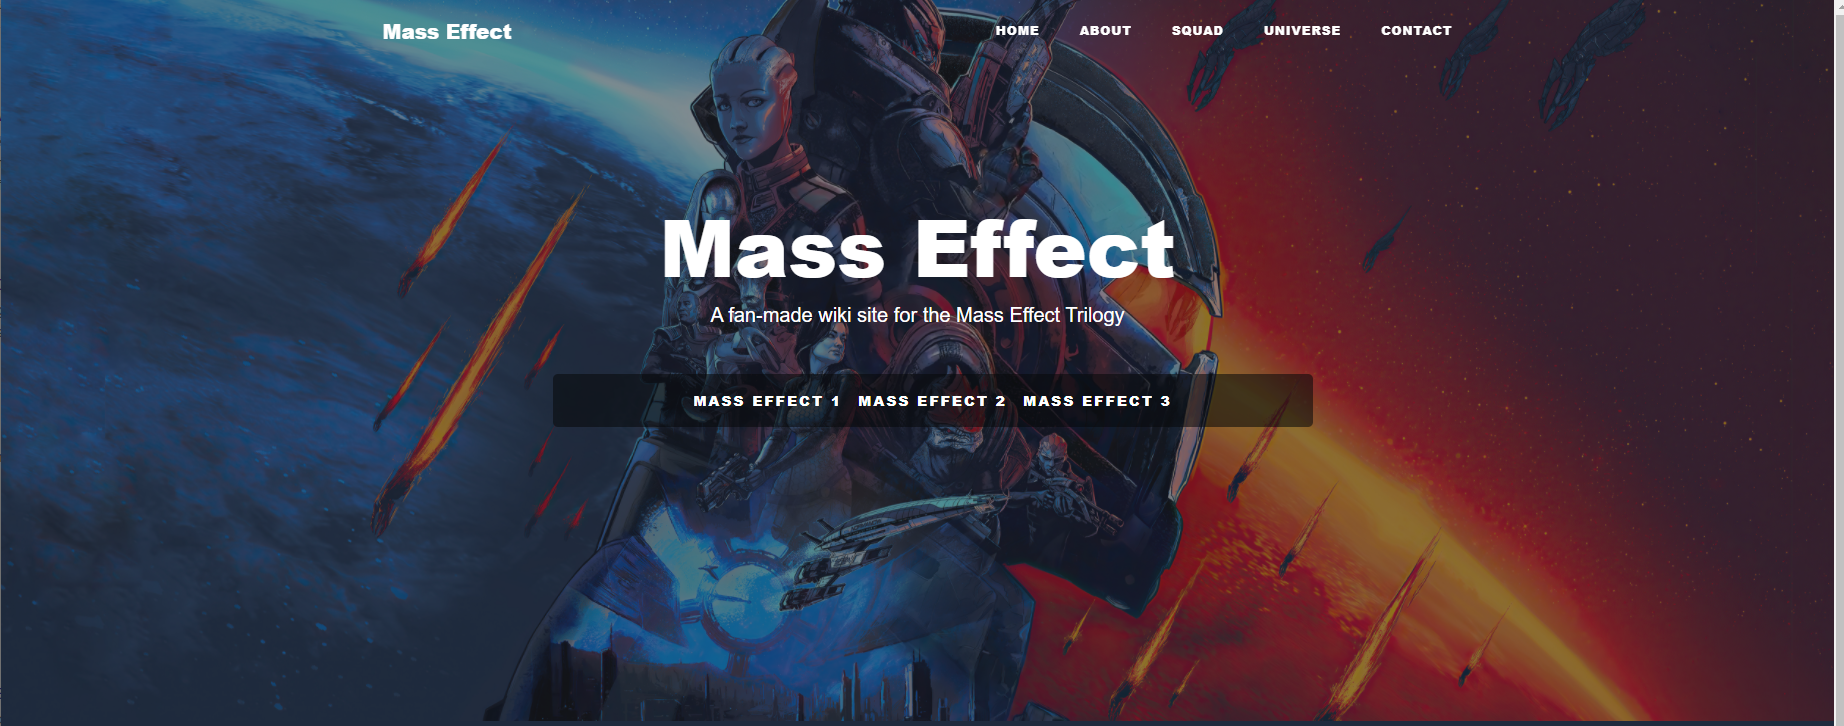 Mass Effect HOME ABOUT SQUAD UNIVERSE CONTACT
Mass Effect
A fan-made wiki site for the Mass Effect Trilogy
MASS EFFECT 1 MASS EFFECT 2 MASS EFFECT 3